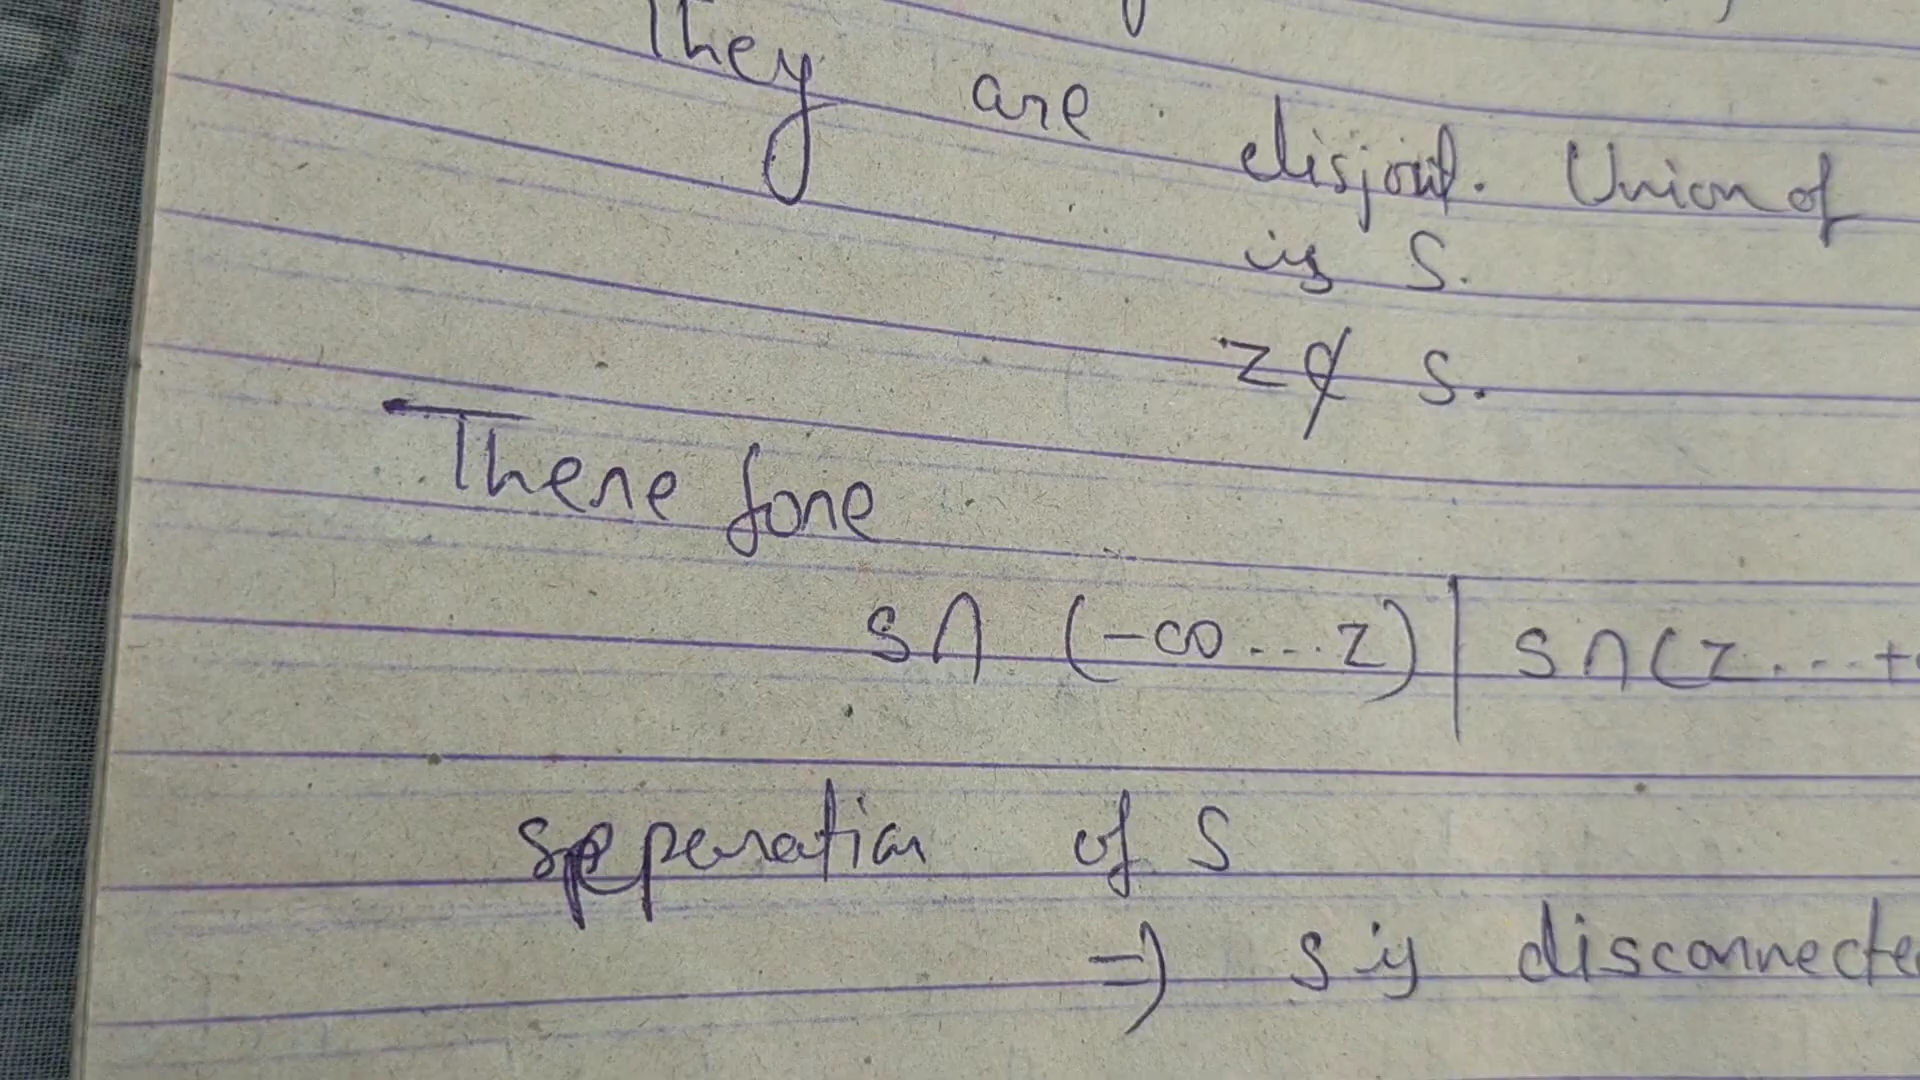 They are disjoint. Union of
is S.
z ∉ S.
Therefore
S∩ (-∞...z) | S∩(z...+
seperation of S
=) S is disconnecte